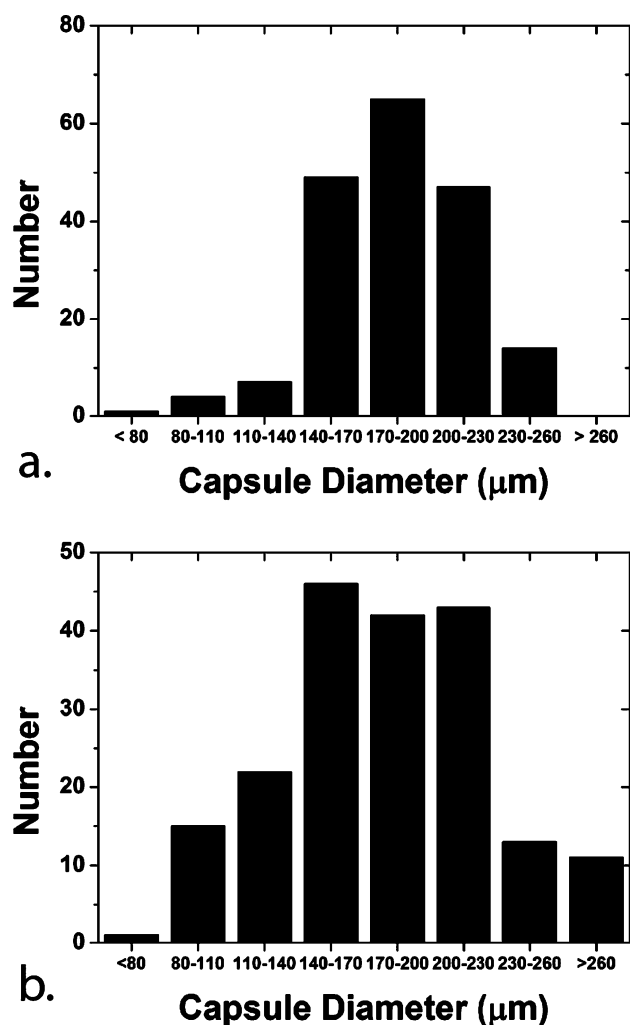 80
60
40
20
0
Number
< 80 80-110 110-140 140-170 170-200 200-230 230-260 > 260
a.
Capsule Diameter (μm)
50
40
30
20
10
0
Number
<80 80-110 110-140 140-170 170-200 200-230 230-260 >260
b.
Capsule Diameter (μm)